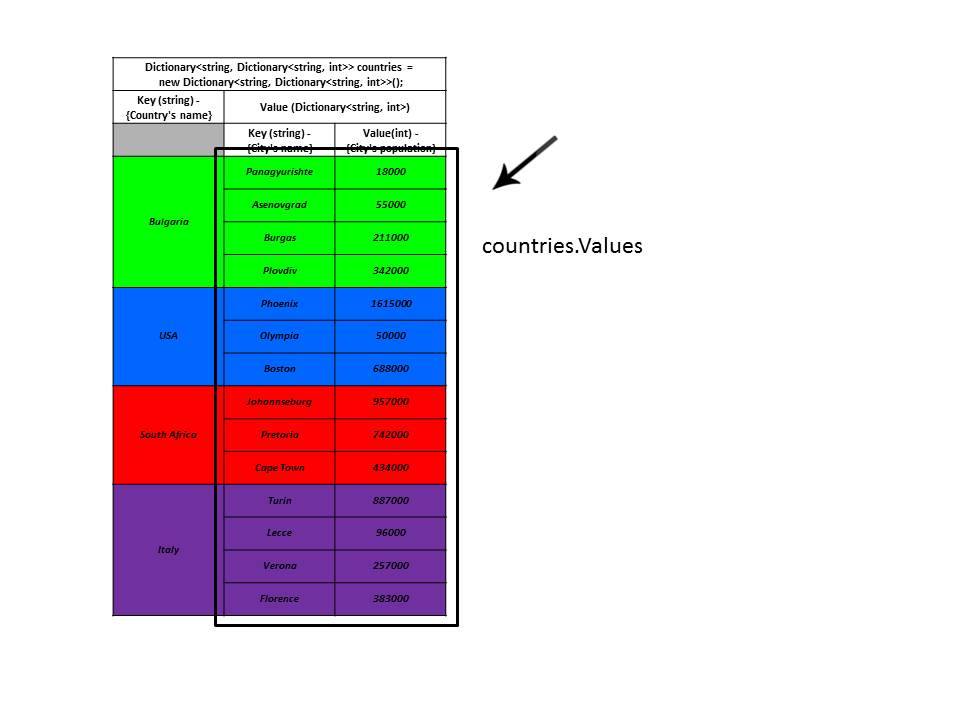 Dictionary<string, Dictionary<string, int>> countries =
new Dictionary<string, Dictionary<string, int>>();
Key (string) -
{Country's name}
Value (Dictionary<string, int>)
Key (string) -
{City's name}
Value(int) -
{City's population}
Bulgaria
Panagyurishte 18000
Asenovgrad 55000
Burgas 211000
Plovdiv 342000
USA
Phoenix 1615000
Olympia 50000
Boston 688000
South Africa
Johannseburg 957000
Pretoria 742000
Cape Town 434000
Italy
Turin 887000
Lecce 96000
Verona 257000
Florence 383000
countries.Values